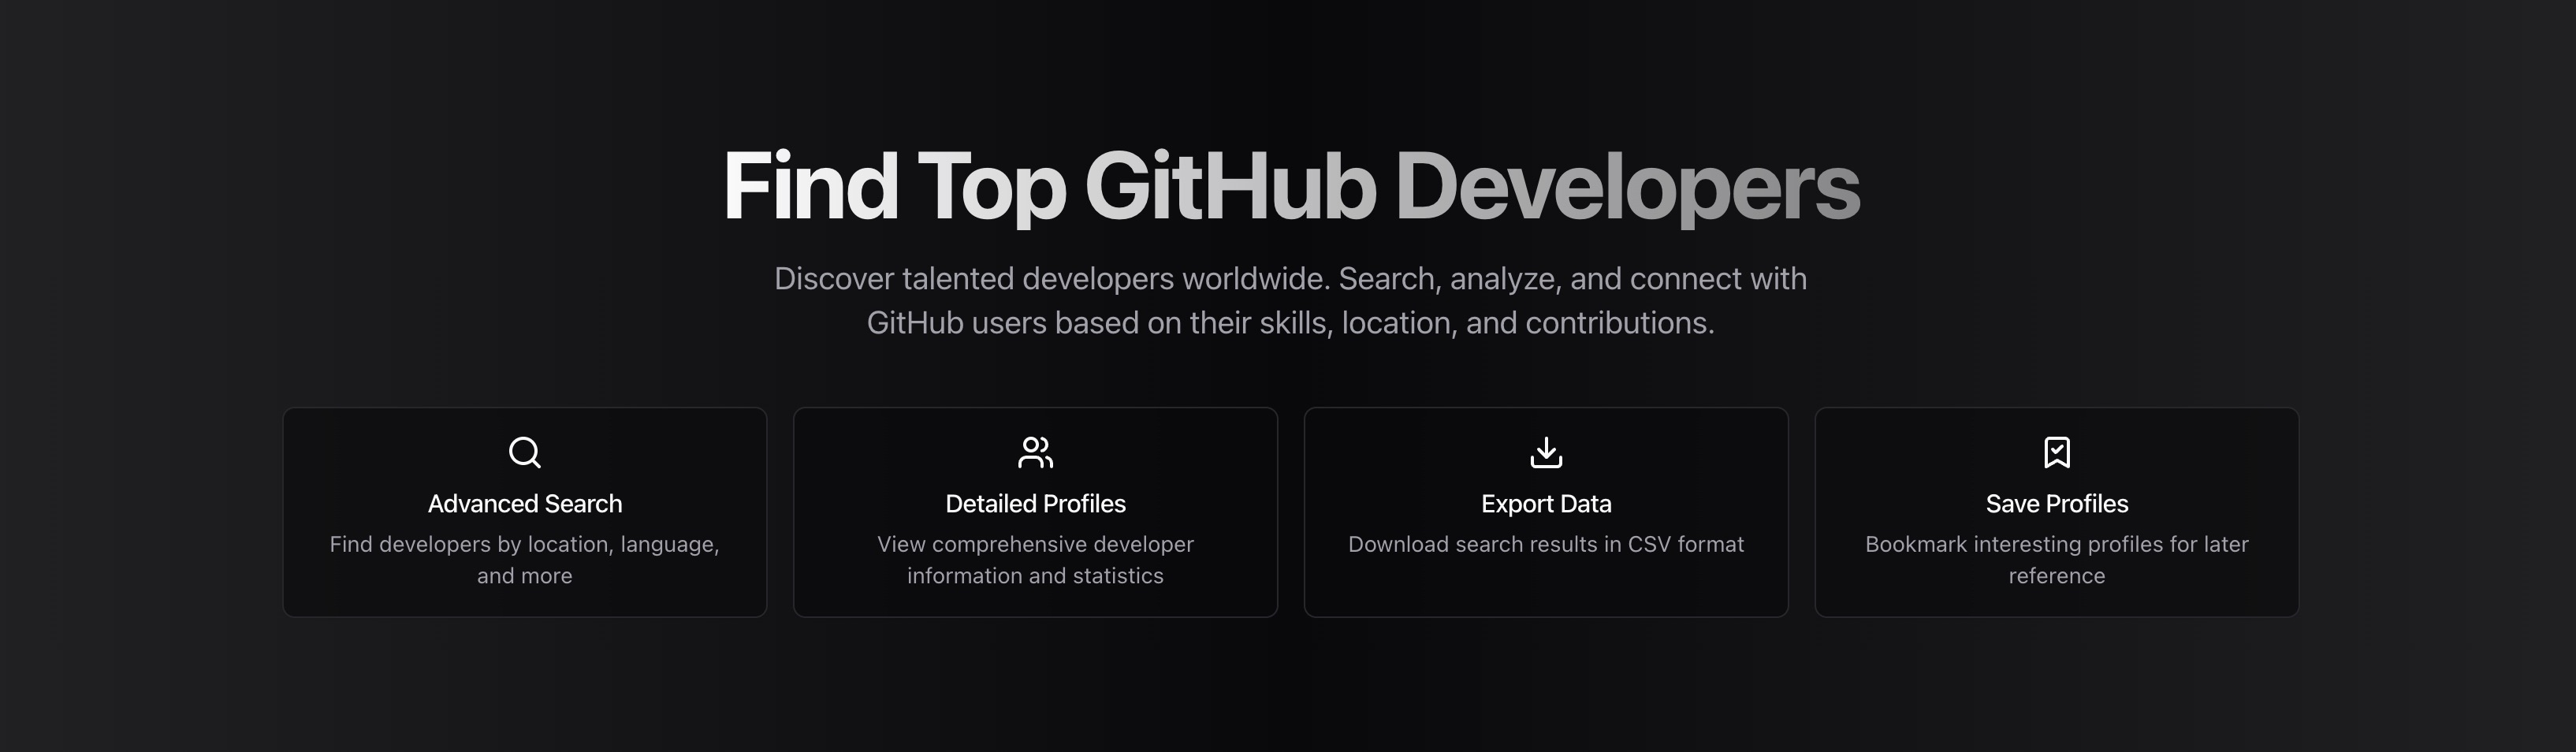 Find Top GitHub Developers
Discover talented developers worldwide. Search, analyze, and connect with
GitHub users based on their skills, location, and contributions.
Advanced Search
Find developers by location, language,
and more
Detailed Profiles
View comprehensive developer
information and statistics
Export Data
Download search results in CSV format
Save Profiles
Bookmark interesting profiles for later
reference